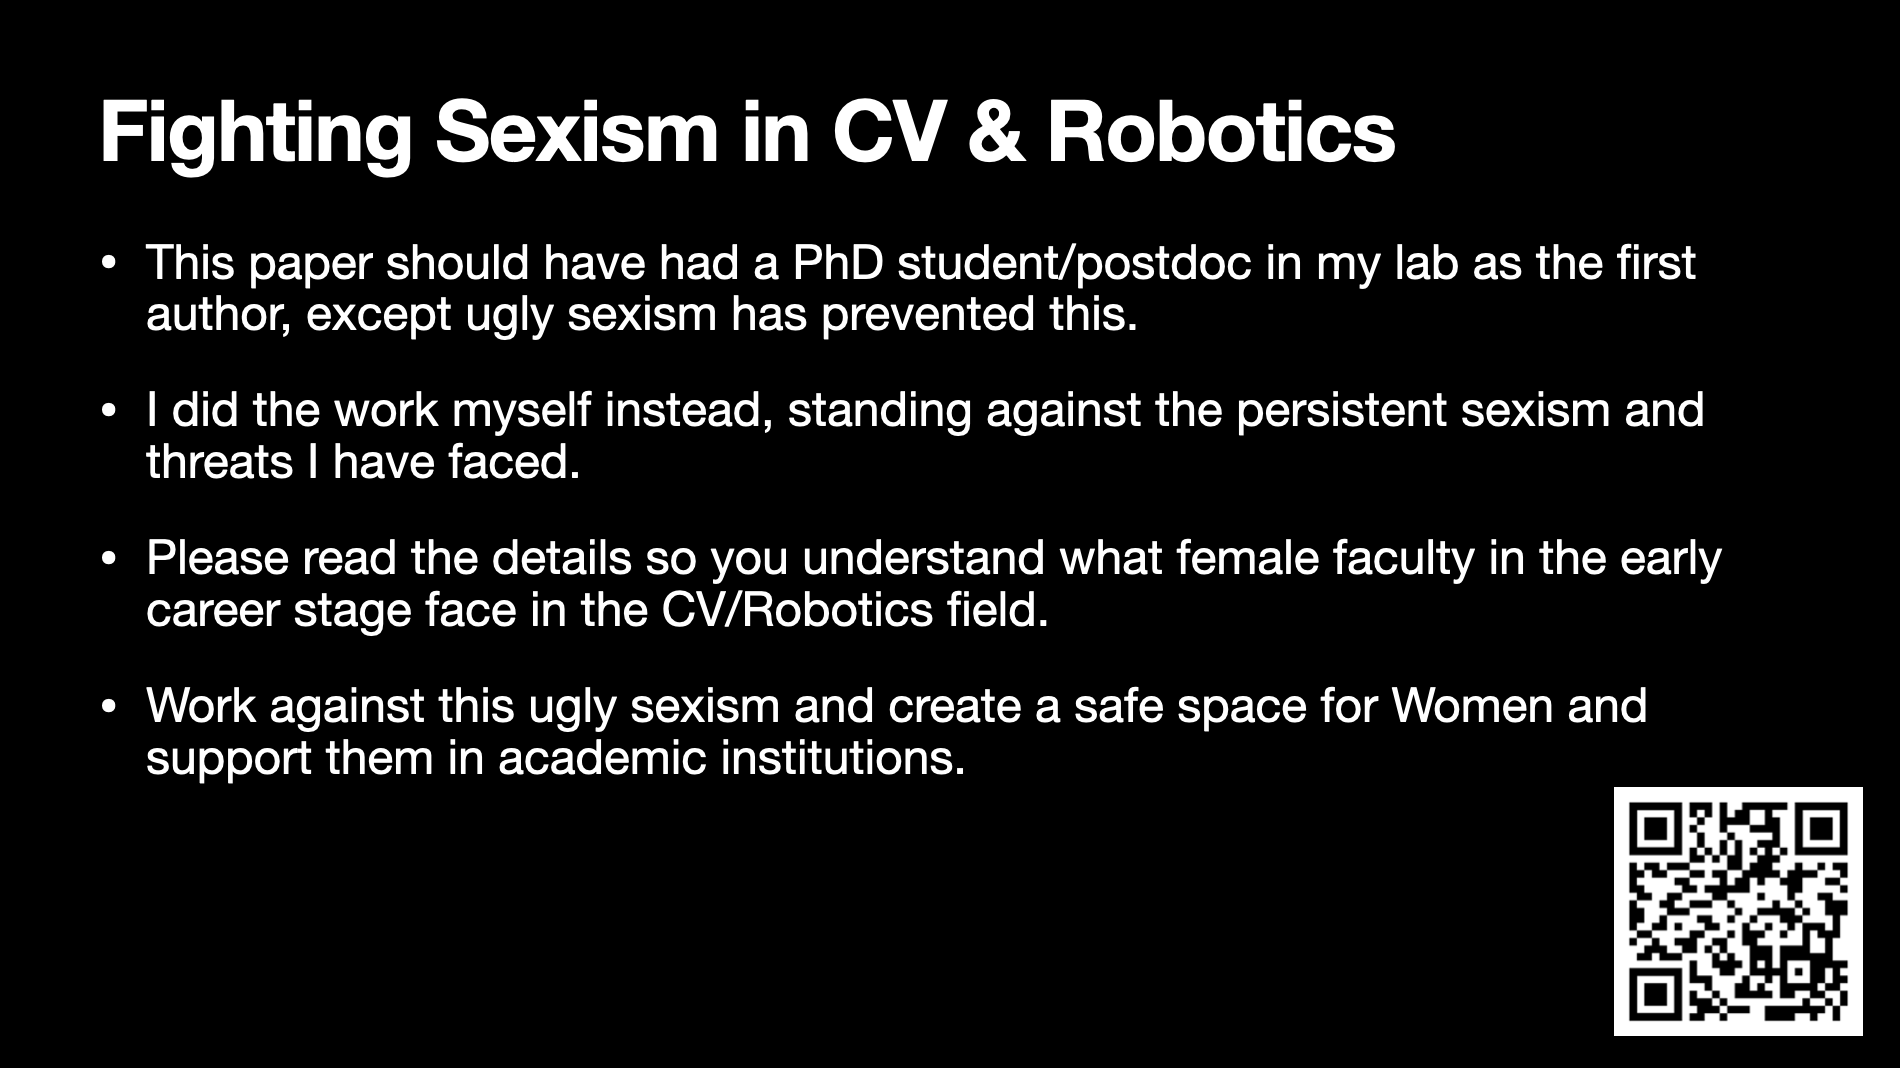 Fighting Sexism in CV & Robotics
• This paper should have had a PhD student/postdoc in my lab as the first
author, except ugly sexism has prevented this.
• I did the work myself instead, standing against the persistent sexism and
threats I have faced.
• Please read the details so you understand what female faculty in the early
career stage face in the CV/Robotics field.
• Work against this ugly sexism and create a safe space for Women and
support them in academic institutions.